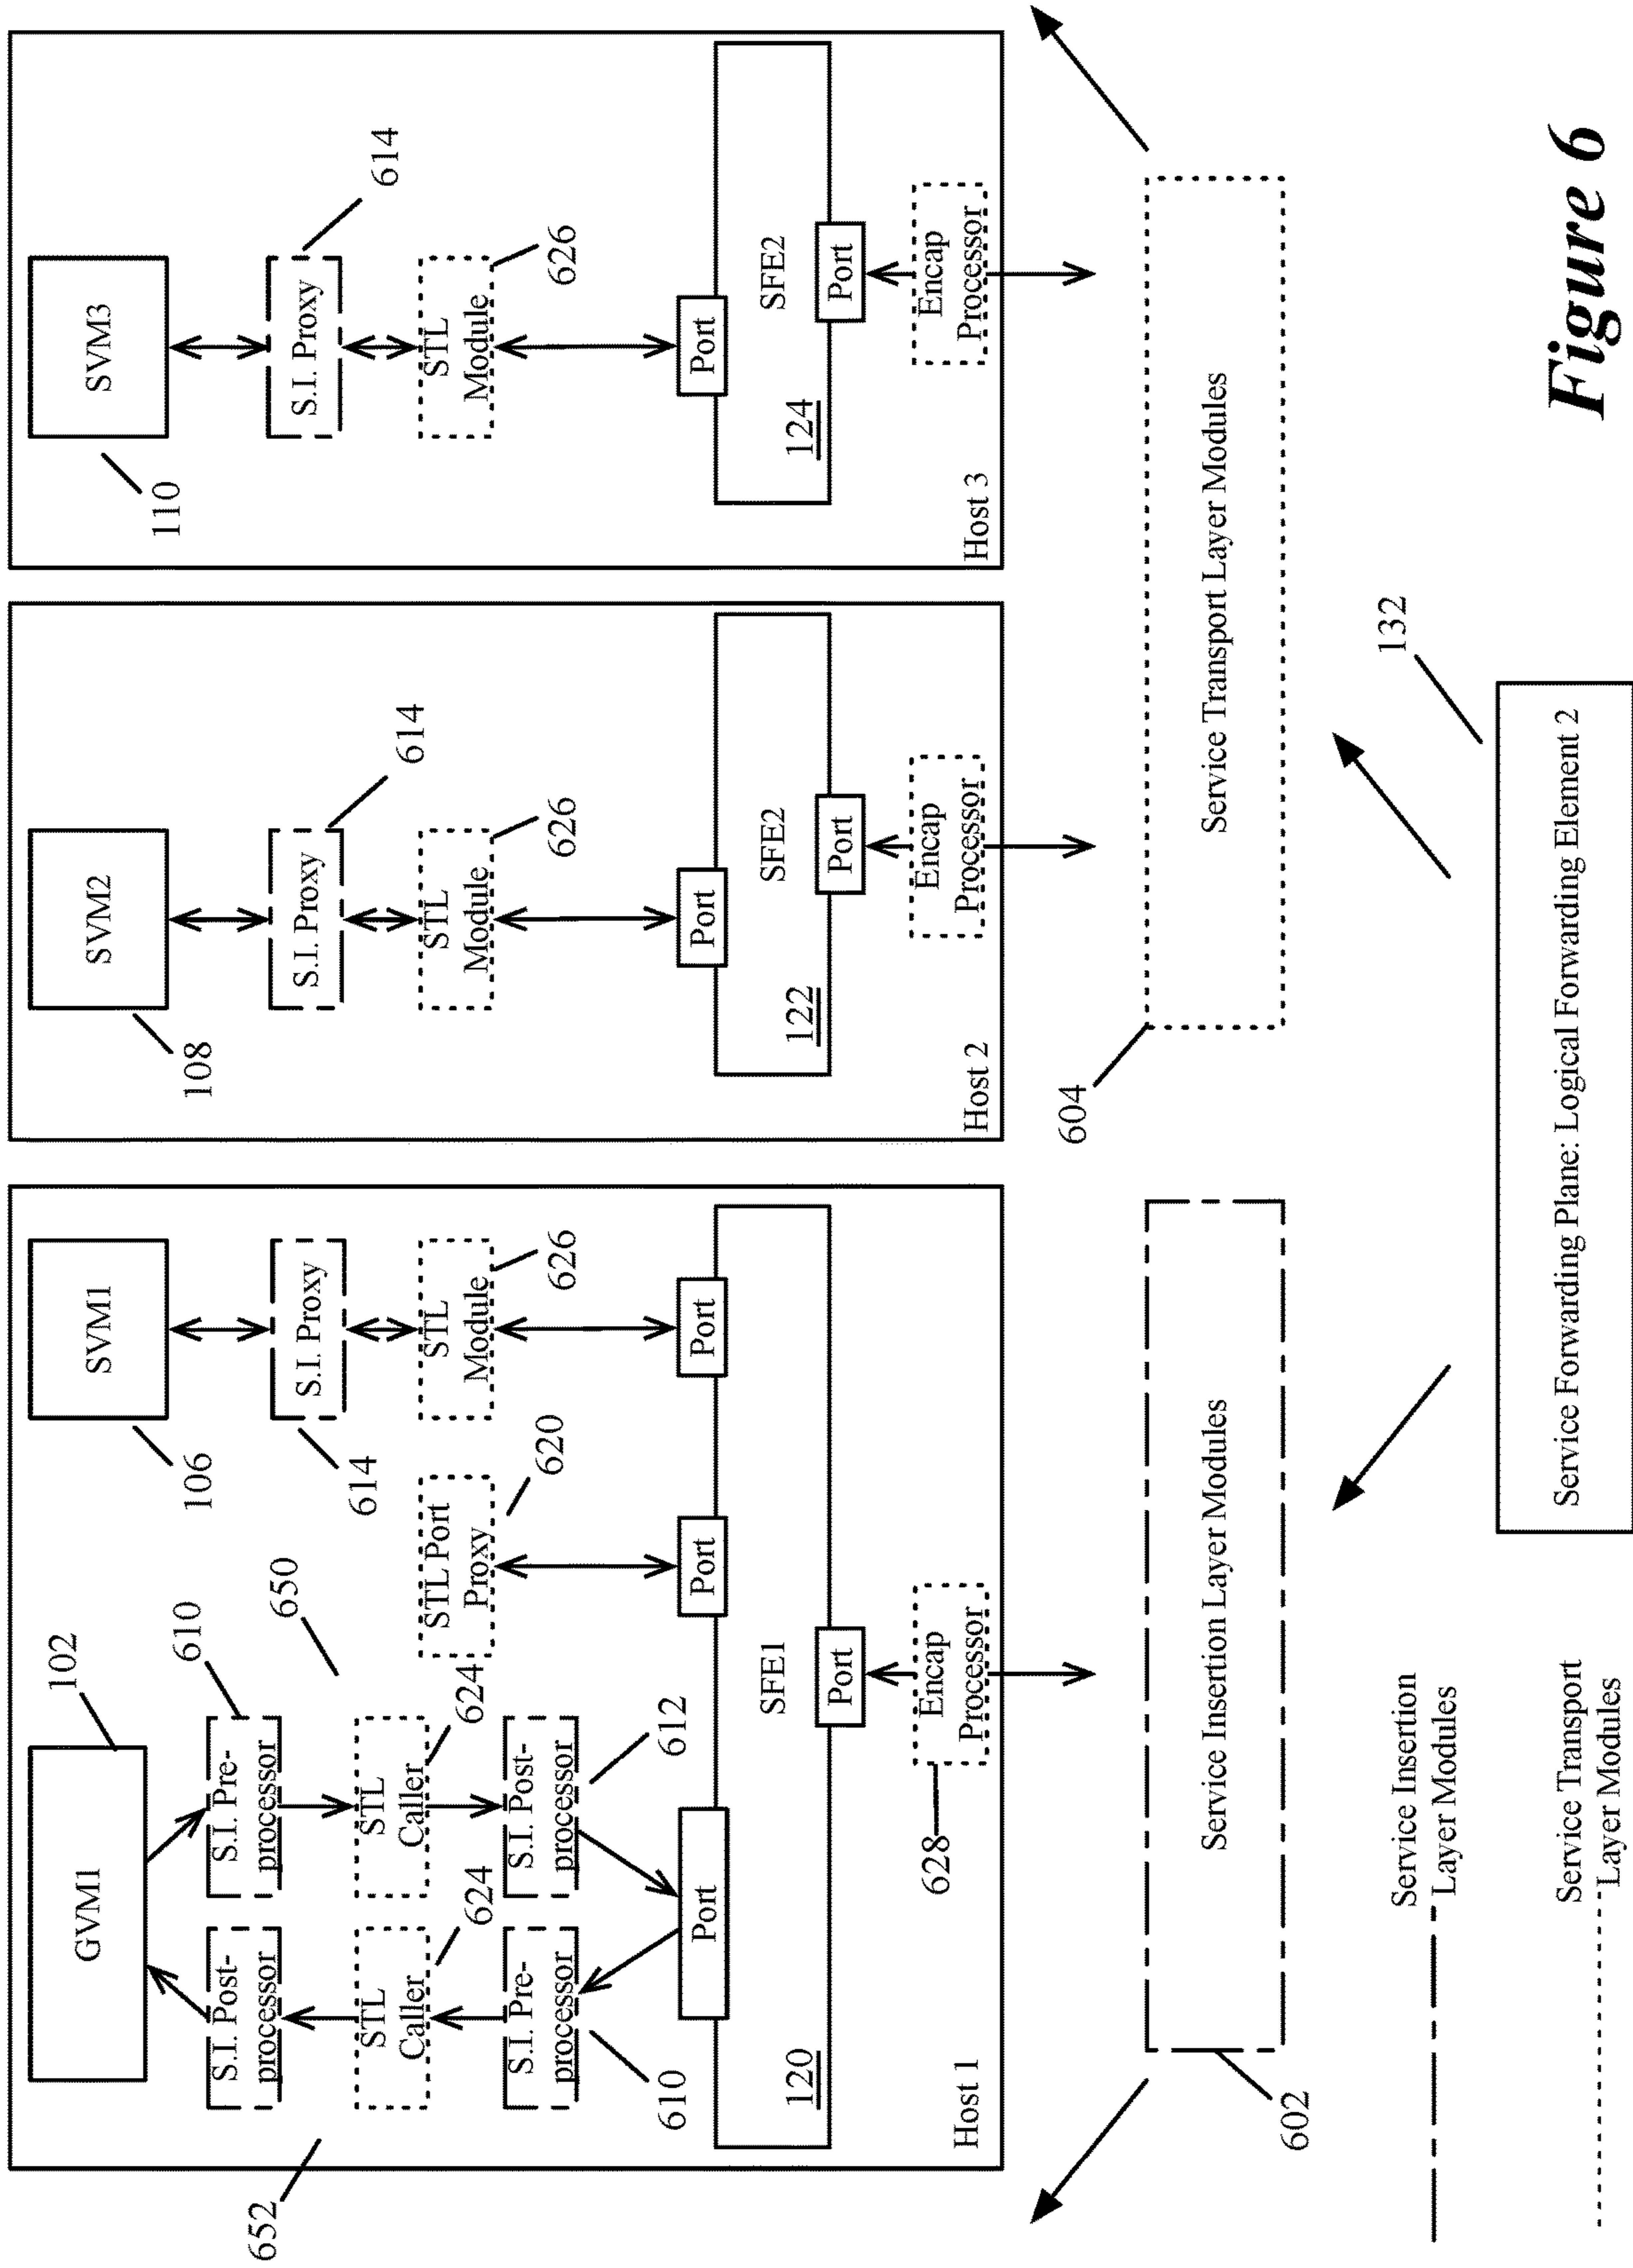 652
GVM1
102
S.I. Post-
processor
S.I. Pre-
processor
610
650
STL
Caller
624
STL
Caller
624
S.I. Pre-
processor
610
S.I. Post-
processor
612
STL Port
Proxy
620
SVM1
106
S.I. Proxy
614
STL
Module
626
Port
Port
Port
120
SFE1
Port
Encap
Processor
628
Host 1
SVM2
108
S.I. Proxy
614
STL
Module
626
Port
122
SFE2
Port
Encap
Processor
Host 2
SVM3
110
S.I. Proxy
614
STL
Module
626
Port
124
SFE2
Port
Encap
Processor
Host 3
602
Service Insertion Layer Modules
604
Service Transport Layer Modules
132
Service Forwarding Plane: Logical Forwarding Element 2
Service Insertion
Layer Modules
Service Transport
Layer Modules
Figure 6